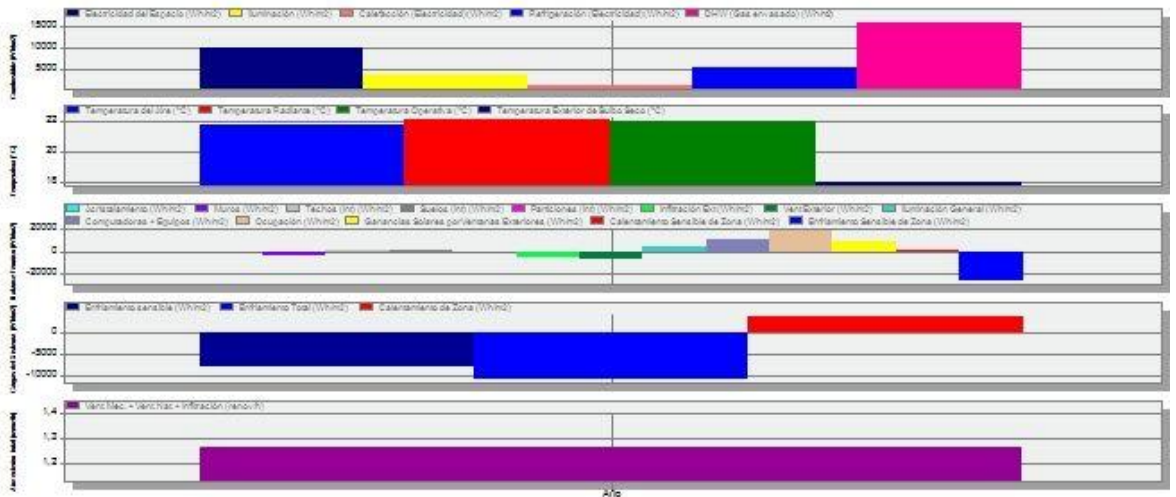 Electricidad del Espacio (Wh/m2) Iluminación (Wh/m2) Calefacción (Electricidad) (Wh/m2) Refrigeración (Electricidad) (Wh/m2) DHW (Gas envasado) (Wh/m2)
15000
10000
5000
Temperatura del Aire (°C) Temperatura Radiante (°C) Temperatura Operativa (°C) Temperatura Exterior de Bulbo Seco (°C)
22
20
18
Acristalamiento (Wh/m2) Muros (Wh/m2) Techos (Int) (Wh/m2) Suelos (Int) (Wh/m2) Particiones (Int) (Wh/m2) Infiltración Ext (Wh/m2) Vent Exterior (Wh/m2) Iluminación General (Wh/m2)
Computadoras + Equipos (Wh/m2) Ocupación (Wh/m2) Ganancias Solares por Ventanas Exteriores (Wh/m2) Calentamiento Sensible de Zona (Wh/m2) Enfriamiento Sensible de Zona (Wh/m2)
20000
0
-20000
Enfriamiento sensible (Wh/m2) Enfriamiento Total (Wh/m2) Calentamiento de Zona (Wh/m2)
0
-5000
-10000
Vent Mec. + Vent Nat + Infiltración (renov/h)
1,4
1,3
1,2
Año